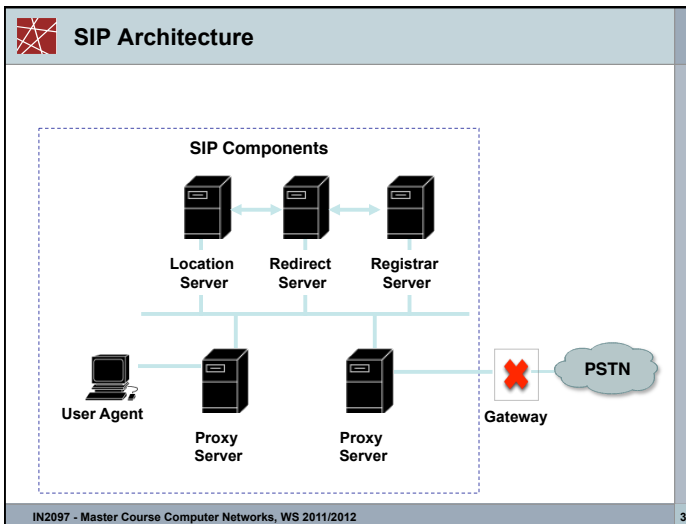 SIP Architecture
SIP Components
Location
Server
Redirect
Server
Registrar
Server
User Agent
Proxy
Server
Proxy
Server
Gateway
PSTN
IN2097 - Master Course Computer Networks, WS 2011/2012
3